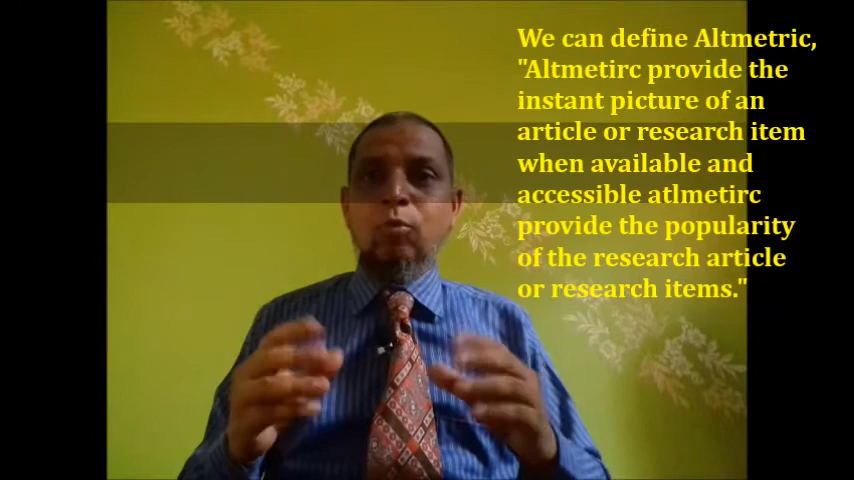 We can define Altmetric,
"Altmetirc provide the
instant picture of an
article or research item
when available and
accessible atlmetirc
provide the popularity
of the research article
or research items."